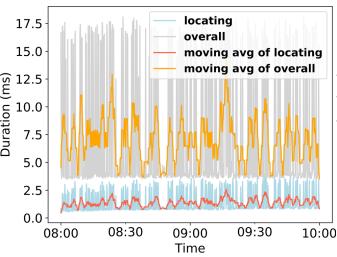 locating
overall
moving avg of locating
moving avg of overall
Duration (ms)
17.5
15.0
12.5
10.0
7.5
5.0
2.5
0.0
08:00 08:30 09:00 09:30 10:00
Time